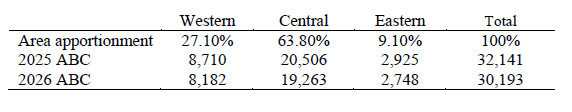 Western Central Eastern Total
Area apportionment 27.10% 63.80% 9.10% 100%
2025 ABC 8,710 20,506 2,925 32,141
2026 ABC 8,182 19,263 2,748 30,193